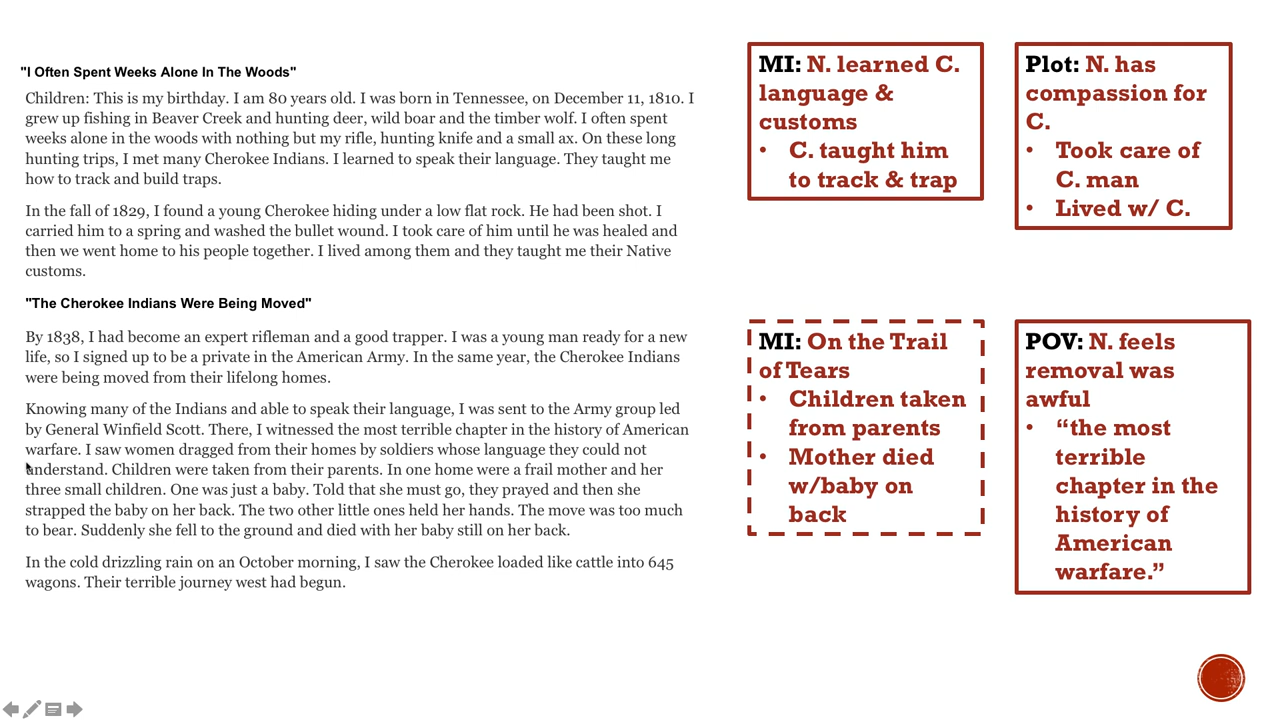 "I Often Spent Weeks Alone In The Woods"
Children: This is my birthday. I am 80 years old. I was born in Tennessee, on December 11, 1810. I
grew up fishing in Beaver Creek and hunting deer, wild boar and the timber wolf. I often spent
weeks alone in the woods with nothing but my rifle, hunting knife and a small ax. On these long
hunting trips, I met many Cherokee Indians. I learned to speak their language. They taught me
how to track and build traps.
In the fall of 1829, I found a young Cherokee hiding under a low flat rock. He had been shot. I
carried him to a spring and washed the bullet wound. I took care of him until he was healed and
then we went home to his people together. I lived among them and they taught me their Native
customs.
"The Cherokee Indians Were Being Moved"
By 1838, I had become an expert rifleman and a good trapper. I was a young man ready for a new
life, so I signed up to be a private in the American Army. In the same year, the Cherokee Indians
were being moved from their lifelong homes.
Knowing many of the Indians and able to speak their language, I was sent to the Army group led
by General Winfield Scott. There, I witnessed the most terrible chapter in the history of American
warfare. I saw women dragged from their homes by soldiers whose language they could not
understand. Children were taken from their parents. In one home were a frail mother and her
three small children. One was just a baby. Told that she must go, they prayed and then she
strapped the baby on her back. The two other little ones held her hands. The move was too much
to bear. Suddenly she fell to the ground and died with her baby still on her back.
In the cold drizzling rain on an October morning, I saw the Cherokee loaded like cattle into 645
wagons. Their terrible journey west had begun.
MI: N. learned C.
language &
customs
• C. taught him
to track & trap
Plot: N. has
compassion for
C.
• Took care of
C. man
• Lived w/ C.
MI: On the Trail
of Tears
• Children taken
from parents
• Mother died
w/baby on
back
POV: N. feels
removal was
awful
• “the most
terrible
chapter in the
history of
American
warfare.”